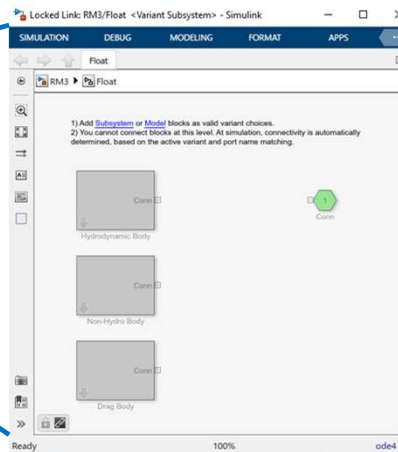 Locked Link: RM3/Float <Variant Subsystem> - Simulink
SIMULATION DEBUG MODELING FORMAT APPS
Float
RM3 Float
1) Add Subsystem or Model blocks as valid variant choices.
2) You cannot connect blocks at this level. At simulation, connectivity is automatically
determined, based on the active variant and port name matching.
Conn
Hydrodynamic Body
1
Conn
Conn
Non-Hydro Body
Conn
Drag Body
Ready 100% ode4